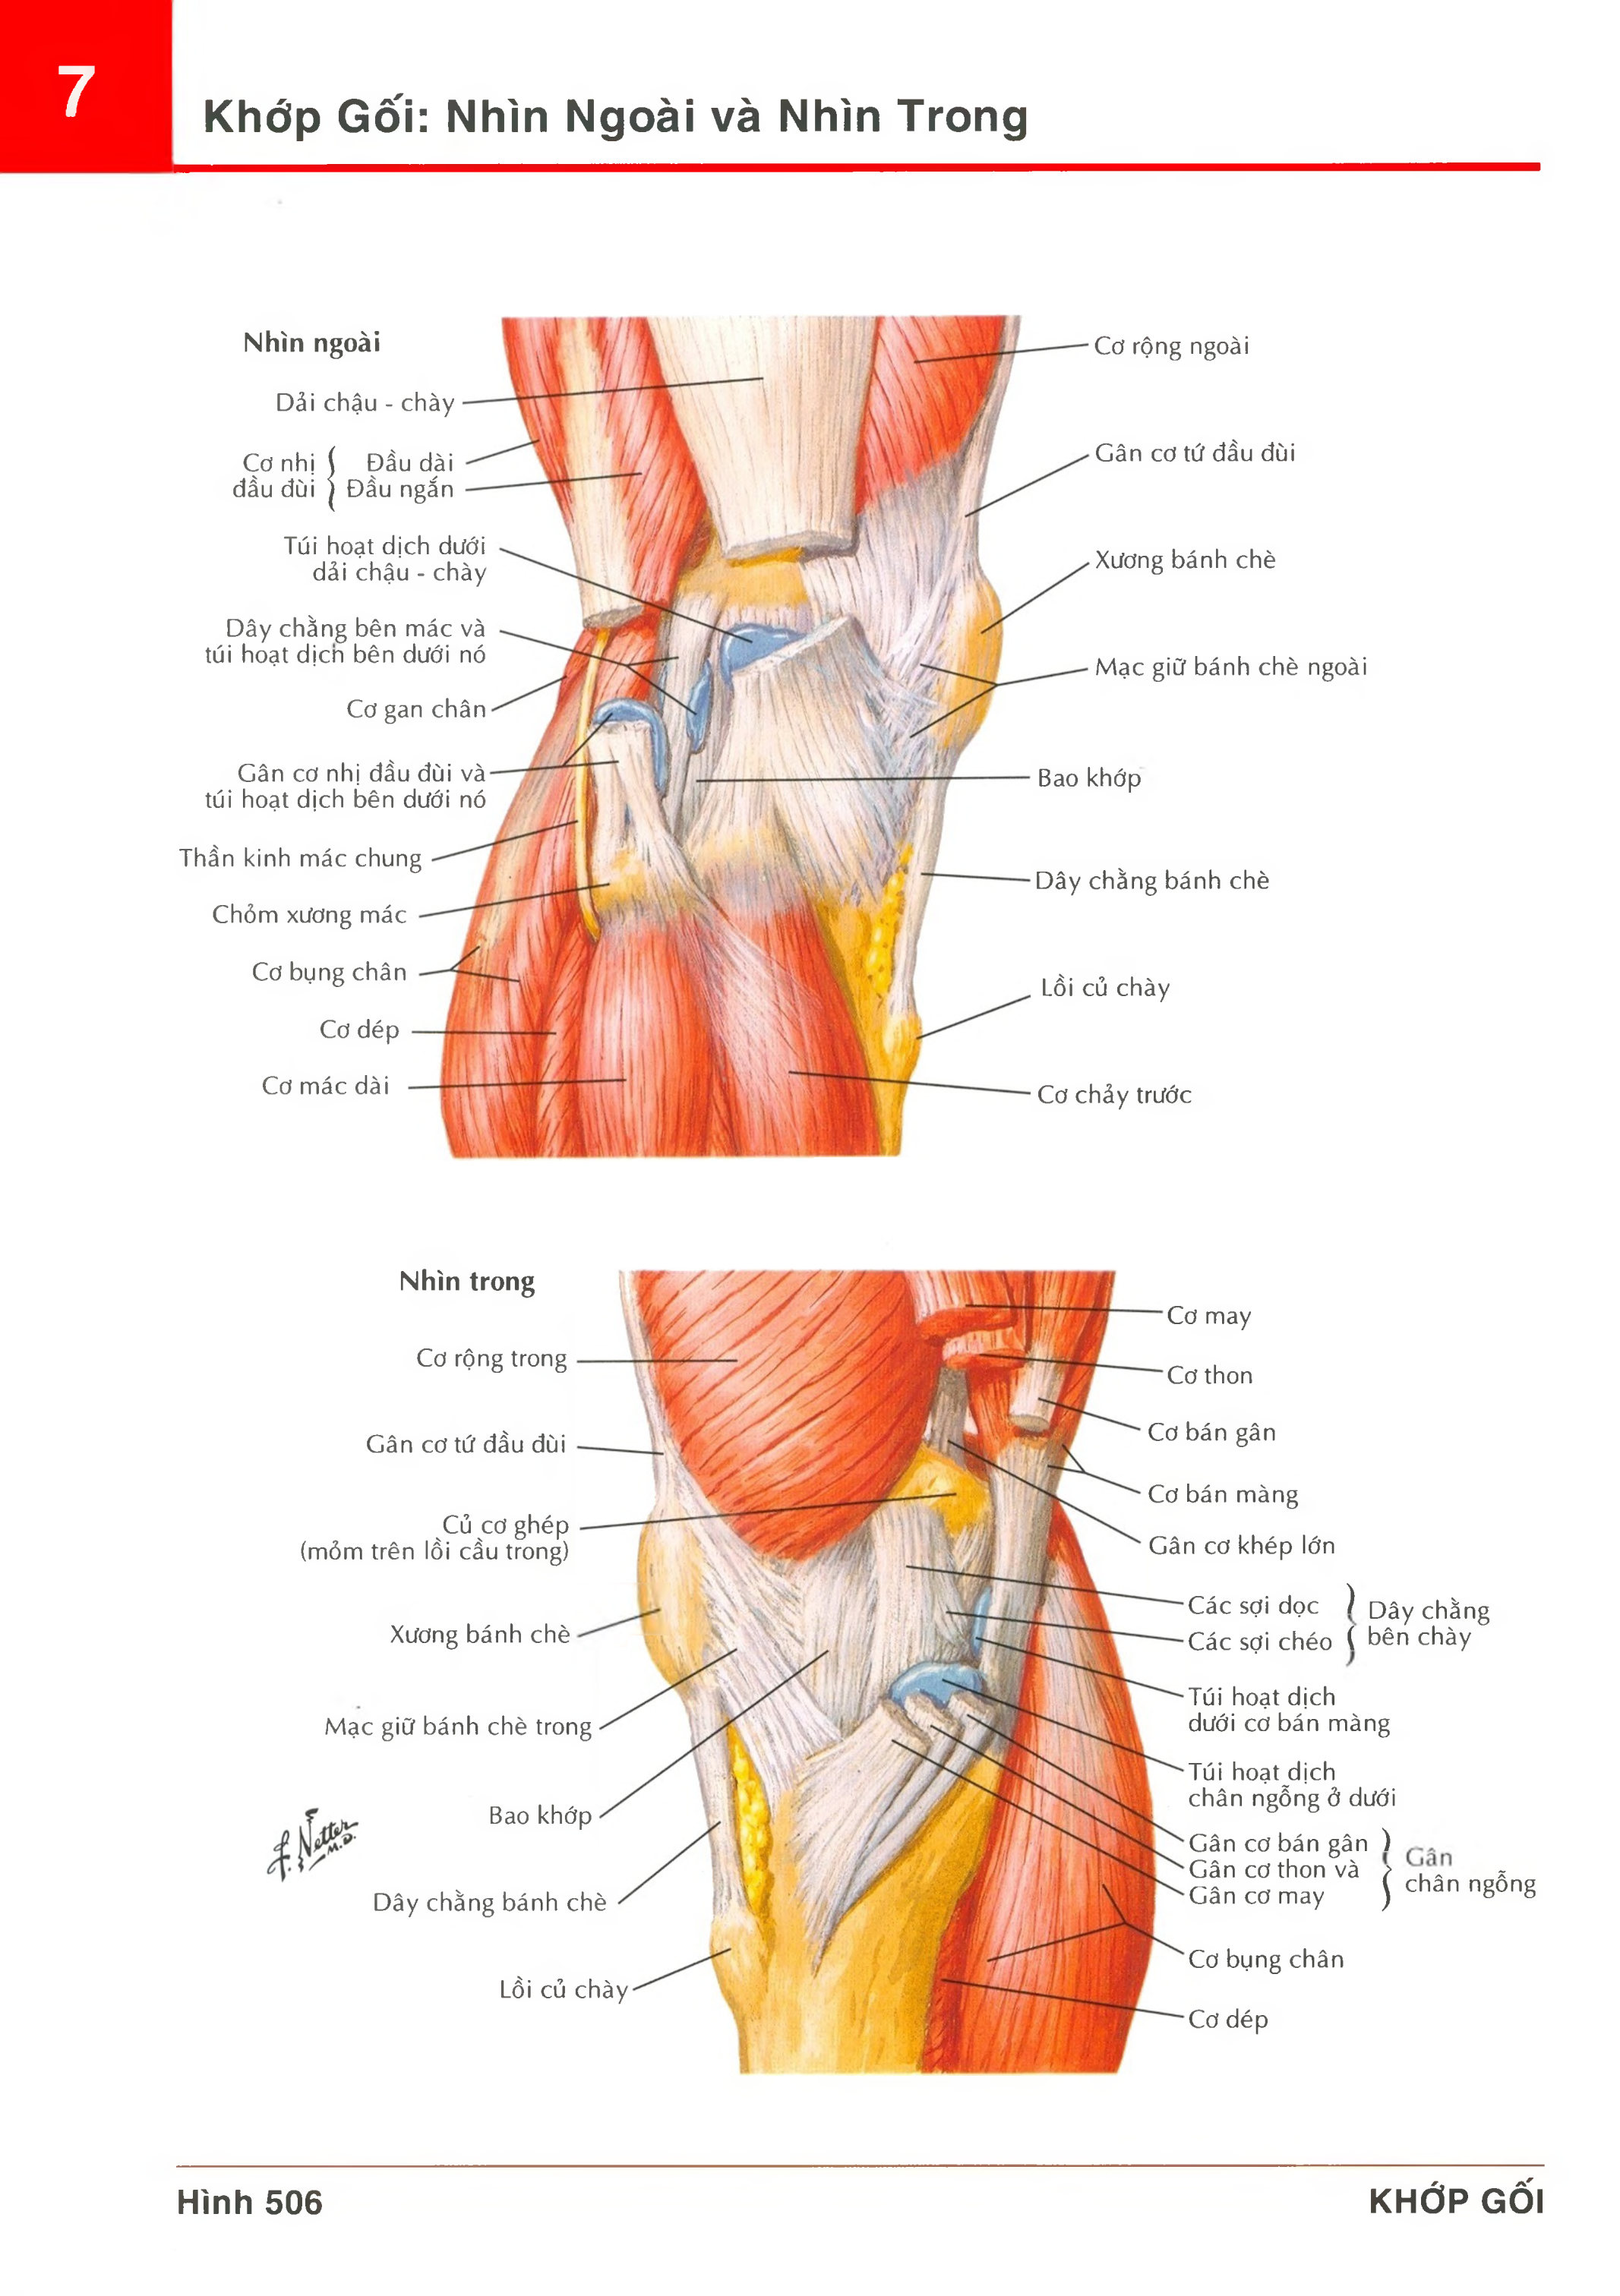 7
Khớp Gối: Nhìn Ngoài và Nhìn Trong
Nhìn ngoài
Dải chậu - chày
Cơ nhị
đầu đùi
Đầu dài
Đầu ngắn
Túi hoạt dịch dưới
dải chậu - chày
Dây chằng bên mác và
túi hoạt dịch bên dưới nó
Cơ gan chân
Gân cơ nhị đầu đùi và
túi hoạt dịch bên dưới nó
Thần kinh mác chung
Chỏm xương mác
Cơ bụng chân
Cơ dép
Cơ mác dài
Cơ rộng ngoài
Gân cơ tứ đầu đùi
Xương bánh chè
Mạc giữ bánh chè ngoài
Bao khớp
Dây chằng bánh chè
Lồi củ chày
Cơ chảy trước
Nhìn trong
Cơ rộng trong
Gân cơ tứ đầu đùi
Củ cơ ghép
(mỏm trên lồi cầu trong)
Xương bánh chè
Mạc giữ bánh chè trong
Bao khớp
Dây chằng bánh chè
Lồi củ chày
Cơ may
Cơ thon
Cơ bán gân
Cơ bán màng
Gân cơ khép lớn
Các sợi dọc
Các sợi chéo
Dây chằng
bên chày
Túi hoạt dịch
dưới cơ bán màng
Túi hoạt dịch
chân ngỗng ở dưới
Gân cơ bán gân
Gân cơ thon và
Gân cơ may
Gân
chân ngỗng
Cơ bụng chân
Cơ dép
F. Netter
M.D.
Hình 506
KHỚP GỐI